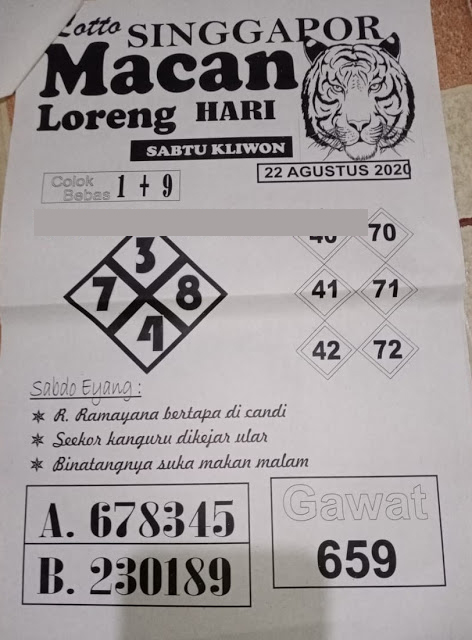 Lotto SINGGAPOR
Macan
Loreng HARI
SABTU KLIWON
22 AGUSTUS 2020
Colok
Bebas 1 + 9
3
7 8
4
70
41 71
42 72
Sabdo Eyang :
✴ R. Ramayana bertapa di candi
✴ Seekor kanguru dikejar ular
✴ Binatangnya suka makan malam
A. 678345
B. 230189
Gawat
659